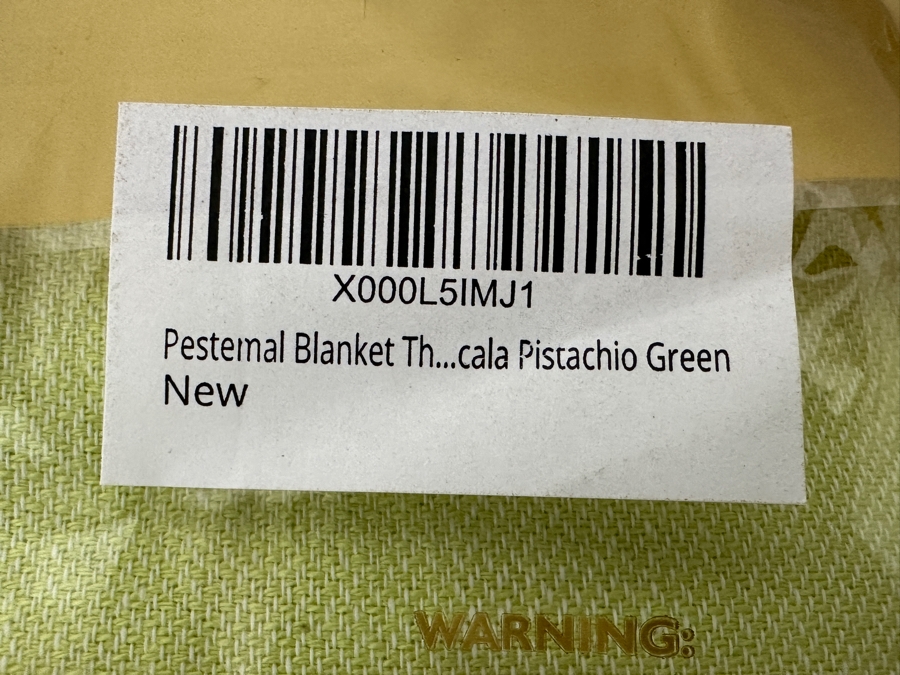 X000L5IMJ1
Pestemal Blanket Th...cala Pistachio Green
New
WARNING: